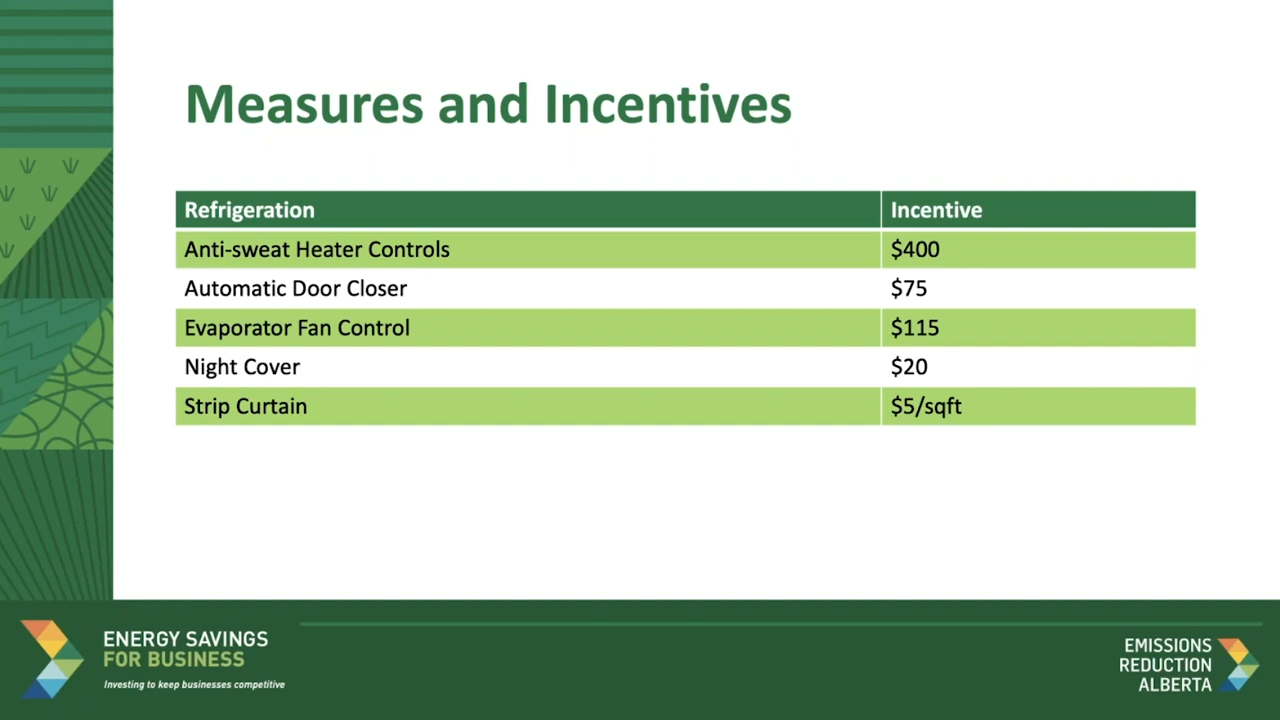 Measures and Incentives
Refrigeration Incentive
Anti-sweat Heater Controls $400
Automatic Door Closer $75
Evaporator Fan Control $115
Night Cover $20
Strip Curtain $5/sqft
ENERGY SAVINGS
FOR BUSINESS
Investing to keep businesses competitive
EMISSIONS
REDUCTION
ALBERTA